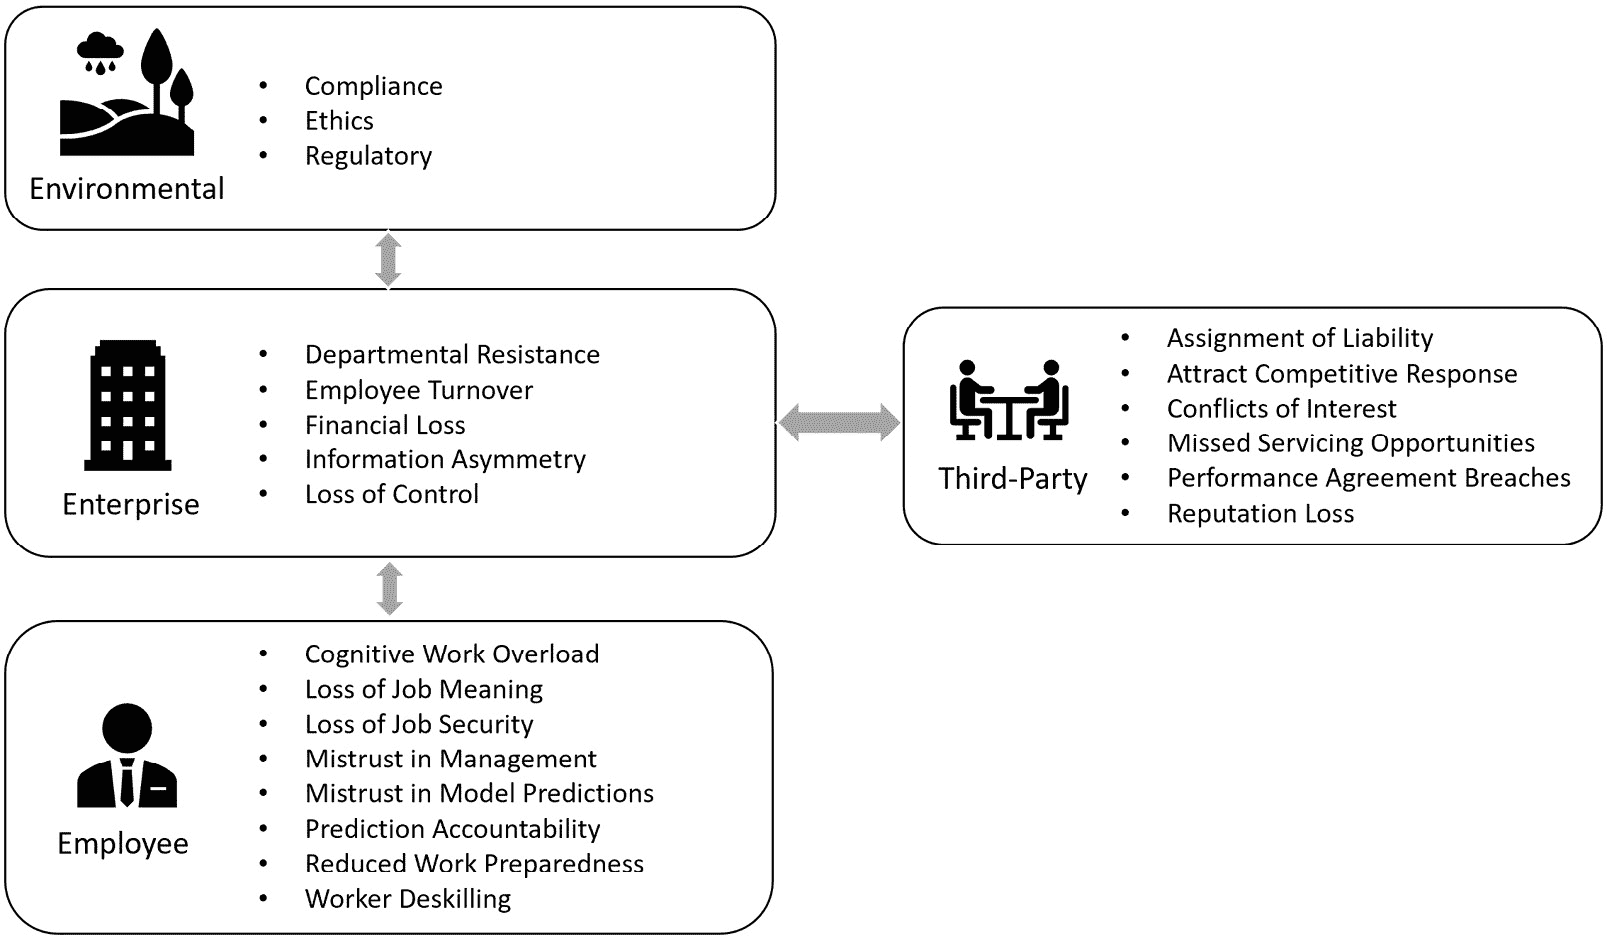 Environmental
• Compliance
• Ethics
• Regulatory
Enterprise
• Departmental Resistance
• Employee Turnover
• Financial Loss
• Information Asymmetry
• Loss of Control
Third-Party
• Assignment of Liability
• Attract Competitive Response
• Conflicts of Interest
• Missed Servicing Opportunities
• Performance Agreement Breaches
• Reputation Loss
Employee
• Cognitive Work Overload
• Loss of Job Meaning
• Loss of Job Security
• Mistrust in Management
• Mistrust in Model Predictions
• Prediction Accountability
• Reduced Work Preparedness
• Worker Deskilling